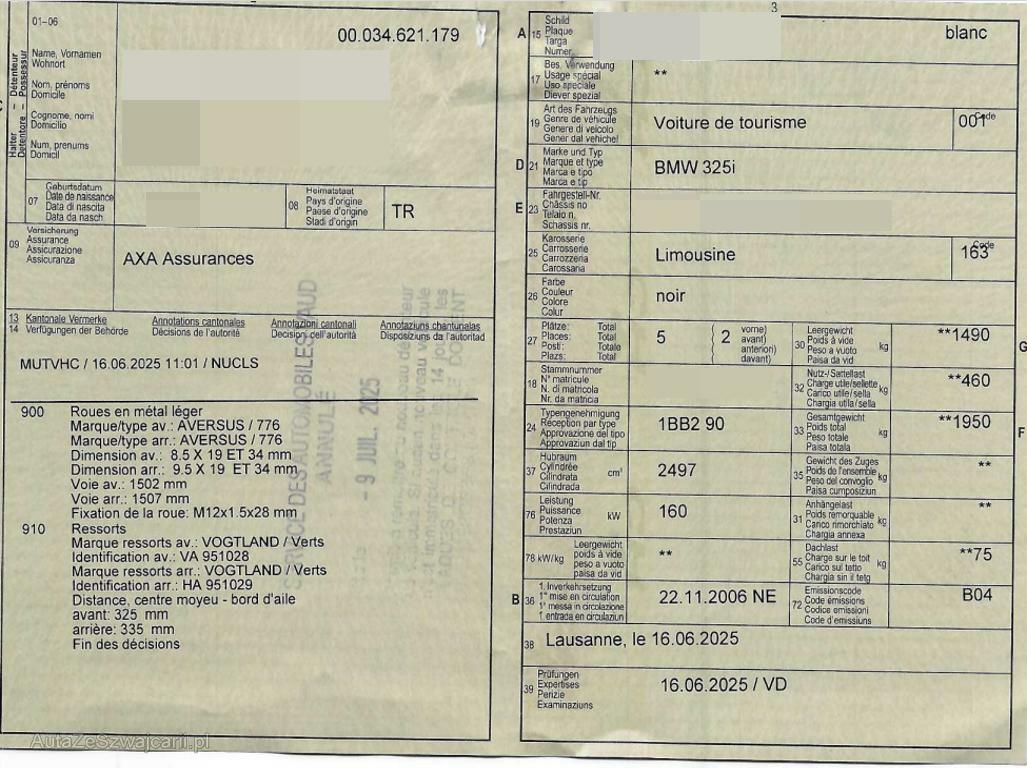 01-06
00.034.621.179
Halter – Détenteur
Detentore – Possessur
Name, Vornamen
Wohnort
Nom, prénoms
Domicile
Cognome, nomi
Domicilio
Num, prenums
Domicil
07 Geburtsdatum
Date de naissance
Data di nascita
Data da nasch.
08 Heimatstaat
Pays d'origine
Paese d'origine
Stadi d'origin
TR
09 Versicherung
Assurance
Assicurazione
Assicuranza
AXA Assurances
13 Kantonale Vermerke Annotations cantonales Annotazioni cantonali Annotaziuns chantunalas
14 Verfügungen der Behörde Décisions de l'autorité Decisioni dell'autorità Disposiziuns da l'autoritad
MUTVHC / 16.06.2025 11:01 / NUCLS
900 Roues en métal léger
Marque/type av.: AVERSUS / 776
Marque/type arr.: AVERSUS / 776
Dimension av.: 8.5 X 19 ET 34 mm
Dimension arr.: 9.5 X 19 ET 34 mm
Voie av.: 1502 mm
Voie arr.: 1507 mm
Fixation de la roue: M12x1.5x28 mm
910 Ressorts
Marque ressorts av.: VOGTLAND / Verts
Identification av.: VA 951028
Marque ressorts arr.: VOGTLAND / Verts
Identification arr.: HA 951029
Distance, centre moyeu - bord d'aile
avant: 325 mm
arrière: 335 mm
Fin des décisions
SERVICE DES AUTOMOBILES VAUD
ANNULÉ
- 9 JUIL. 2025
AutaZeSzwajcarii.pl
3
A 15 Schild
Plaque
Targa
Numer
blanc
17 Bes. Verwendung
Usage spécial
Uso speciale
Diever spezial
**
19 Art des Fahrzeugs
Genre de véhicule
Genere di veicolo
Gener dal vehichel
Voiture de tourisme
Code
001
D 21 Marke und Typ
Marque et type
Marca e tipo
Marca e tip
BMW 325i
E 23 Fahrgestell-Nr.
Châssis no
Telaio n.
Schassis nr.
25 Karosserie
Carrosserie
Carrozzeria
Carossaria
Limousine
Code
163
26 Farbe
Couleur
Colore
Colur
noir
27 Plätze: Total
Places: Total
Posti: Totale
Plazs: Total
5
2
vorne)
avant)
anteriori)
davant)
30 Leergewicht
Poids à vide
Peso a vuoto
Paisa da vid
kg
**1490
G
18 Stammnummer
N° matricule
N. di matricola
Nr. da matricla
32 Nutz-/Sattellast
Charge utile/sellette
Carico utile/sella
Chargia utila/sella
kg
**460
24 Typengenehmigung
Réception par type
Approvazione del tipo
Approvaziun dal tip
1BB2 90
33 Gesamtgewicht
Poids total
Peso totale
Paisa totala
kg
**1950
F
37 Hubraum
Cylindrée
Cilindrata
Cilindrada
cm³
2497
35 Gewicht des Zuges
Poids de l'ensemble
Peso del convoglio
Paisa cumposiziun
kg
**
76 Leistung
Puissance
Potenza
Prestaziun
kW
160
31 Anhängelast
Poids remorquable
Carico rimorchiato
Chargia annexa
kg
**
78 kW/kg
Leergewicht
poids à vide
peso a vuoto
paisa da vid
**
55 Dachlast
Charge sur le toit
Carico sul tetto
Chargia sin il tetg
kg
**75
B 36 1. Inverkehrsetzung
1re mise en circulation
1a messa in circolazione
1. entrada en circulaziun
22.11.2006 NE
72 Emissionscode
Code émissions
Codice emissioni
Code d'emissiuns
B04
38 Lausanne, le 16.06.2025
39 Prüfungen
Expertises
Perizie
Examinaziuns
16.06.2025 / VD